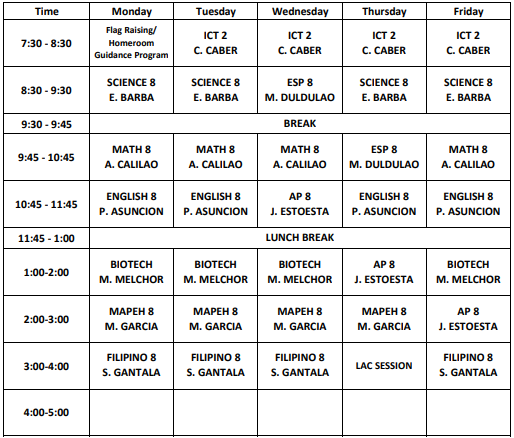 Time Monday Tuesday Wednesday Thursday Friday
7:30 - 8:30
Flag Raising/
Homeroom
Guidance Program
ICT 2
C. CABER
ICT 2
C. CABER
ICT 2
C. CABER
ICT 2
C. CABER
8:30 - 9:30
SCIENCE 8
E. BARBA
SCIENCE 8
E. BARBA
ESP 8
M. DULDULAO
SCIENCE 8
E. BARBA
SCIENCE 8
E. BARBA
9:30 - 9:45 BREAK
9:45 - 10:45
MATH 8
A. CALILAO
MATH 8
A. CALILAO
MATH 8
A. CALILAO
ESP 8
M. DULDULAO
MATH 8
A. CALILAO
10:45 - 11:45
ENGLISH 8
P. ASUNCION
ENGLISH 8
P. ASUNCION
AP 8
J. ESTOESTA
ENGLISH 8
P. ASUNCION
ENGLISH 8
P. ASUNCION
11:45 - 1:00 LUNCH BREAK
1:00-2:00
BIOTECH
M. MELCHOR
BIOTECH
M. MELCHOR
BIOTECH
M. MELCHOR
AP 8
J. ESTOESTA
BIOTECH
M. MELCHOR
2:00-3:00
MAPEH 8
M. GARCIA
MAPEH 8
M. GARCIA
MAPEH 8
M. GARCIA
MAPEH 8
M. GARCIA
AP 8
J. ESTOESTA
3:00-4:00
FILIPINO 8
S. GANTALA
FILIPINO 8
S. GANTALA
FILIPINO 8
S. GANTALA
LAC SESSION
FILIPINO 8
S. GANTALA
4:00-5:00